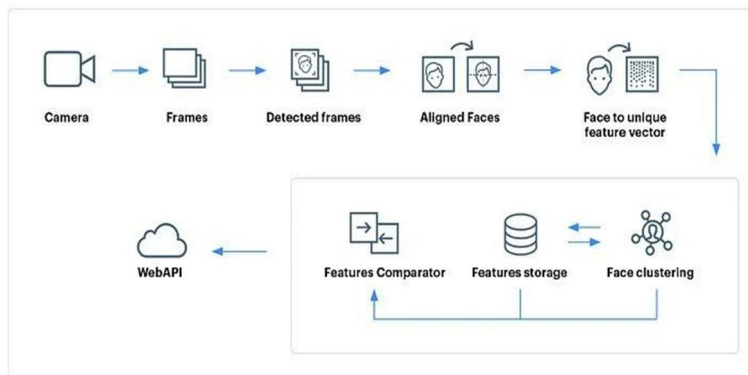 Camera
Frames
Detected frames
Aligned Faces
Face to unique
feature vector
WebAPI
Features Comparator
Features storage
Face clustering